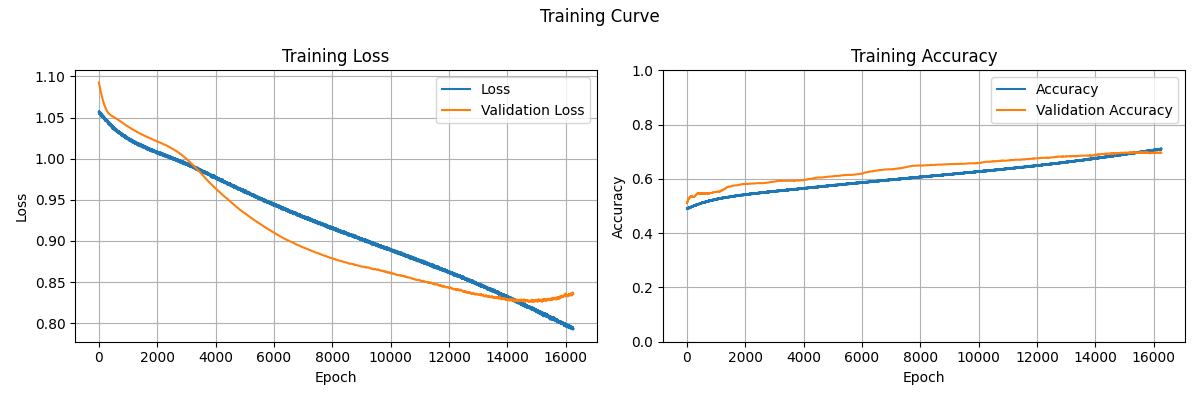 Training Curve
Training Loss
1.10
1.05
1.00
0.95
0.90
0.85
0.80
Loss
Loss
Validation Loss
0 2000 4000 6000 8000 10000 12000 14000 16000
Epoch
Training Accuracy
1.0
0.8
0.6
0.4
0.2
0.0
Accuracy
Accuracy
Validation Accuracy
0 2000 4000 6000 8000 10000 12000 14000 16000
Epoch